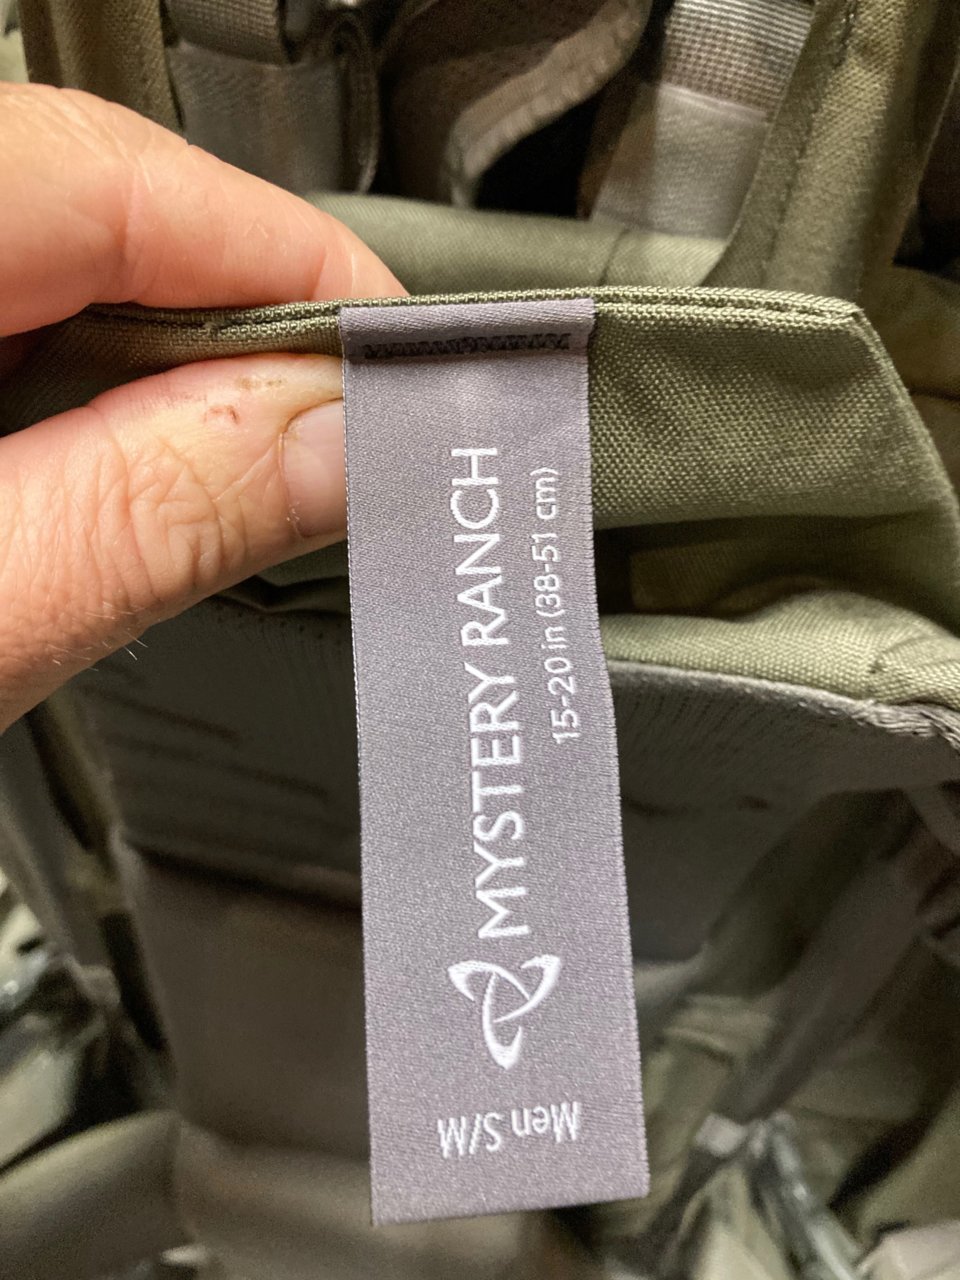 MYSTERY RANCH
15-20 in (38-51 cm)
Men S/M